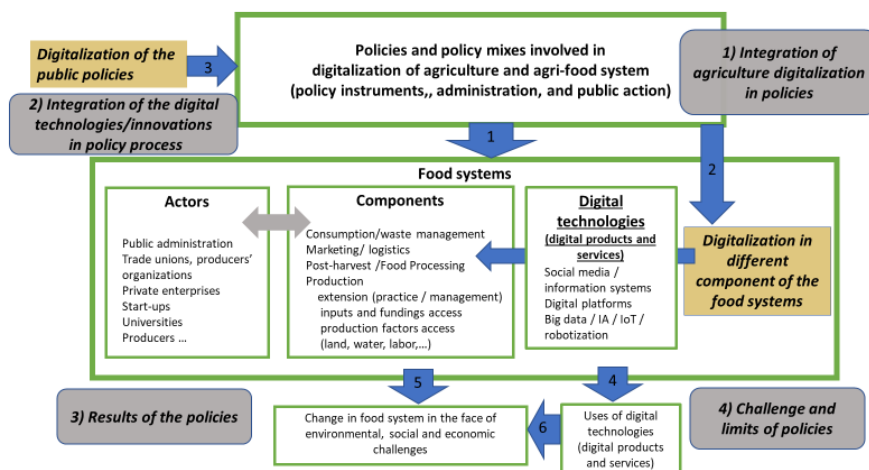 Digitalization of the
public policies
3
Policies and policy mixes involved in
digitalization of agriculture and agri-food system
(policy instruments,, administration, and public action)
1) Integration of
agriculture digitalization
in policies
2) Integration of the digital
technologies/innovations
in policy process
1
2
Food systems
Actors
Public administration
Trade unions, producers'
organizations
Private enterprises
Start-ups
Universities
Producers ...
Components
Consumption/waste management
Marketing/ logistics
Post-harvest /Food Processing
Production
extension (practice / management)
inputs and fundings access
production factors access
(land, water, labor,...)
Digital
technologies
(digital products and
services)
Social media /
information systems
Digital platforms
Big data / IA / IoT /
robotization
Digitalization in
different
component of the
food systems
5
4
3) Results of the policies
Change in food system in the face of
environmental, social and economic
challenges
6
Uses of digital
technologies
(digital products
and services)
4) Challenge and
limits of policies